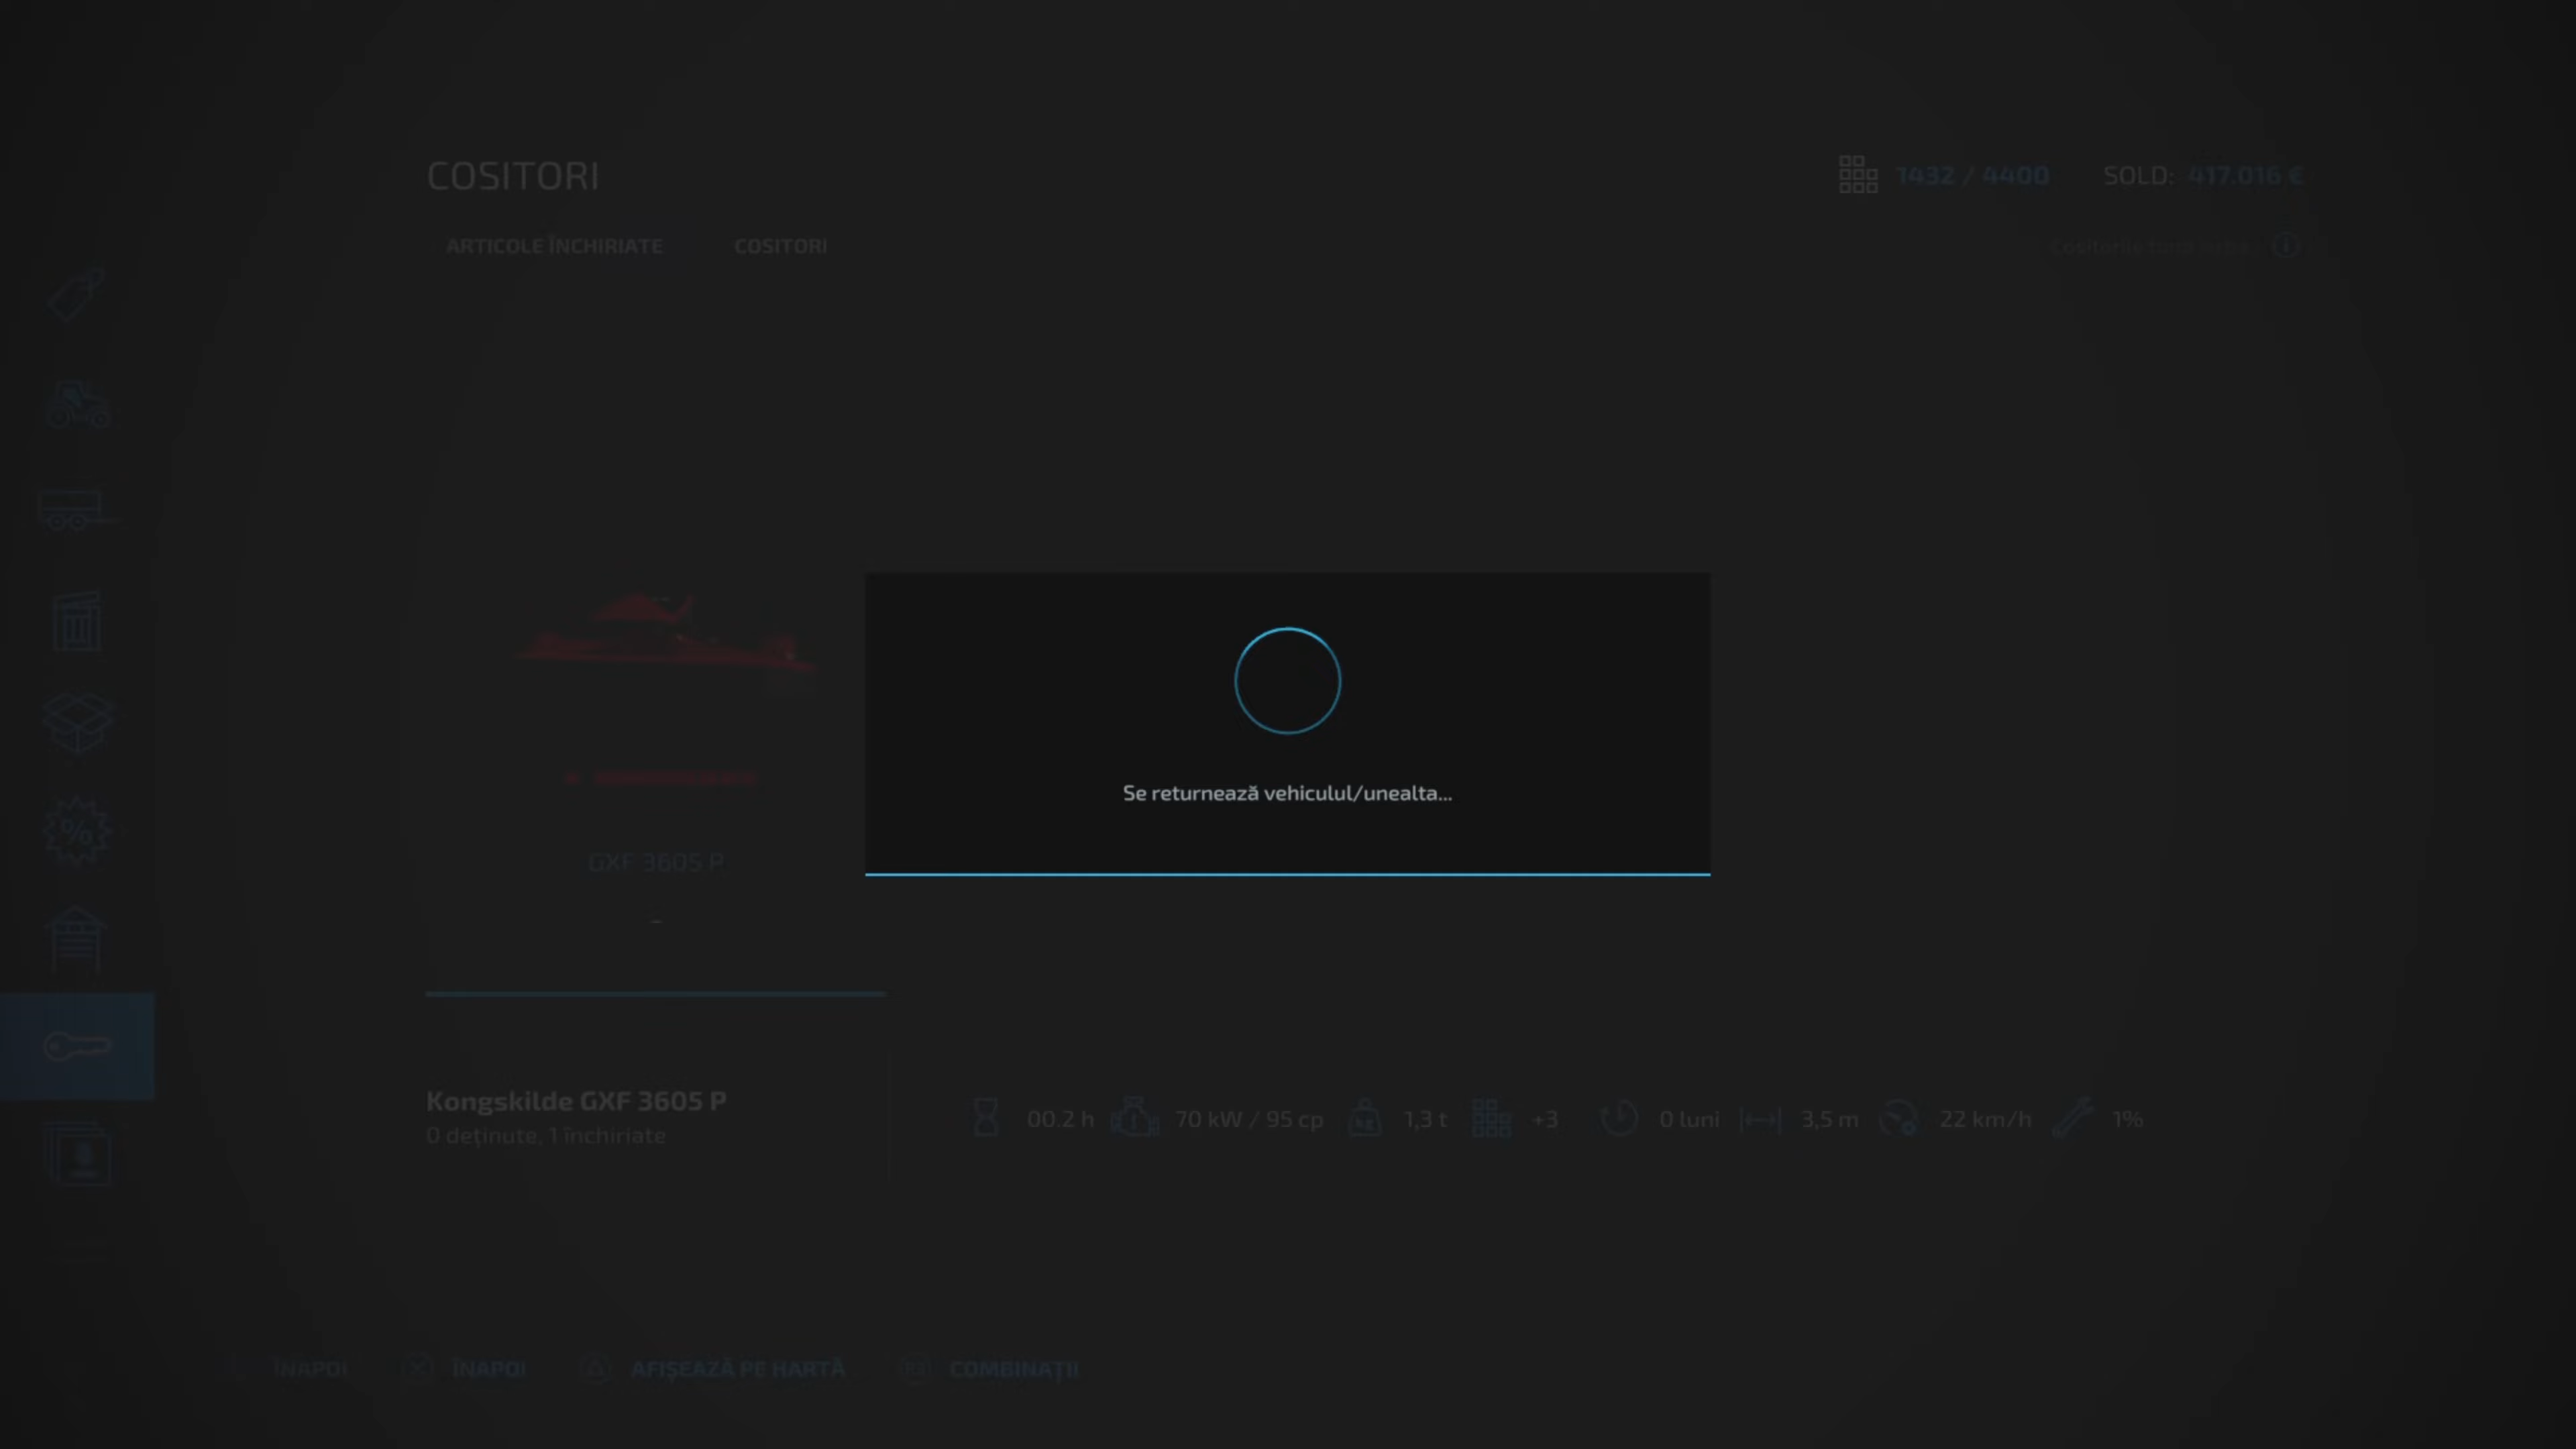 COSITORI
1432 / 4400
SOLD: 417.016 €
ARTICOLE ÎNCHIRIATE
COSITORI
Cositorile
Se returnează vehiculul/unealta...
GXF 3605 P
-
Kongskilde GXF 3605 P
0 deținute, 1 închiriate
00.2 h
70 kW / 95 cp
1,3 t
+3
0 luni
3,5 m
22 km/h
1%
ÎNAPOI
ÎNAPOI
AFIȘEAZĂ PE HARTĂ
COMBINAȚII